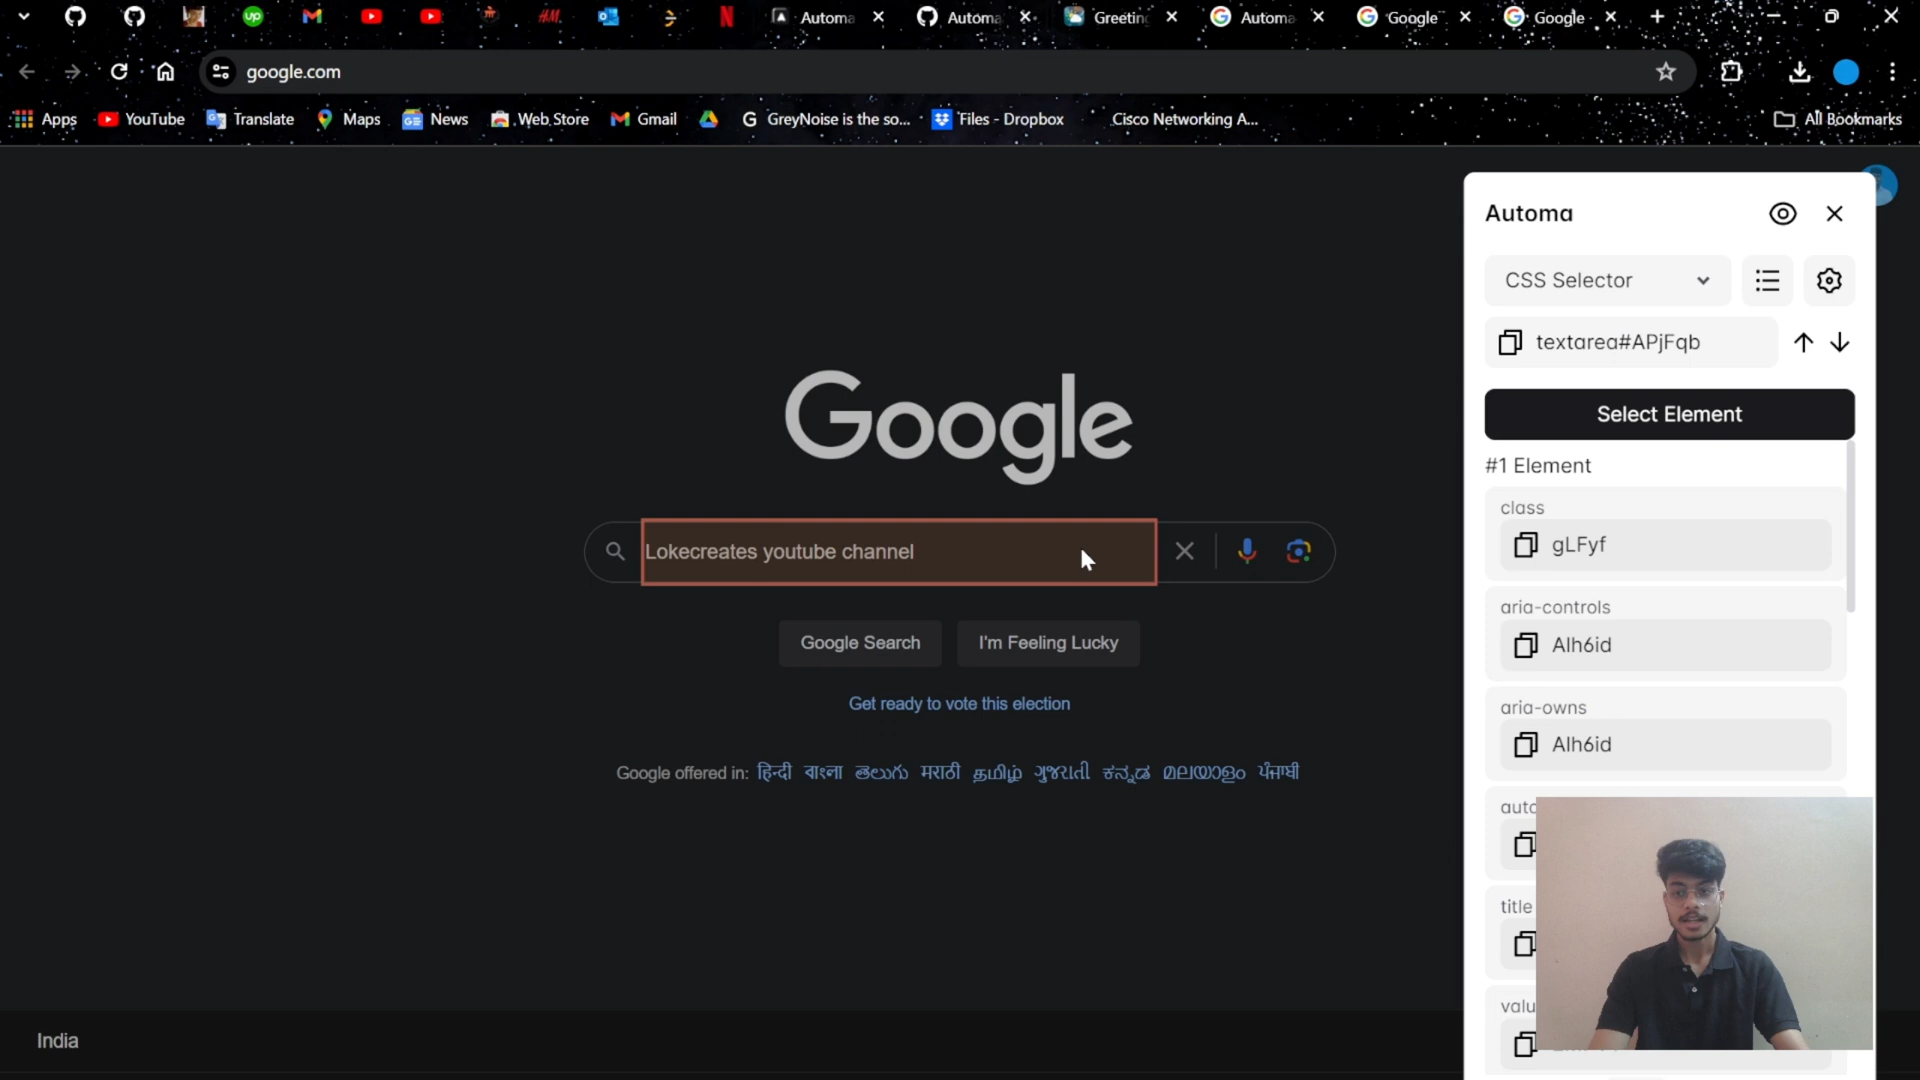 Automa
Automa
Greeting
Automa
Google
Google
google.com
Apps
YouTube
Translate
Maps
News
Web Store
Gmail
GreyNoise is the so...
Files - Dropbox
Cisco Networking A...
All Bookmarks
Automa
CSS Selector
textarea#APjFqb
Select Element
#1 Element
class
gLFyf
aria-controls
Alh6id
aria-owns
Alh6id
title
Google
Lokecreates youtube channel
Google Search
I'm Feeling Lucky
Get ready to vote this election
Google offered in: हिन्दी বাংলা తెలుగు मराठी தமிழ் ગુજરાતી ಕನ್ನಡ മലയാളം ਪੰਜਾਬੀ
India